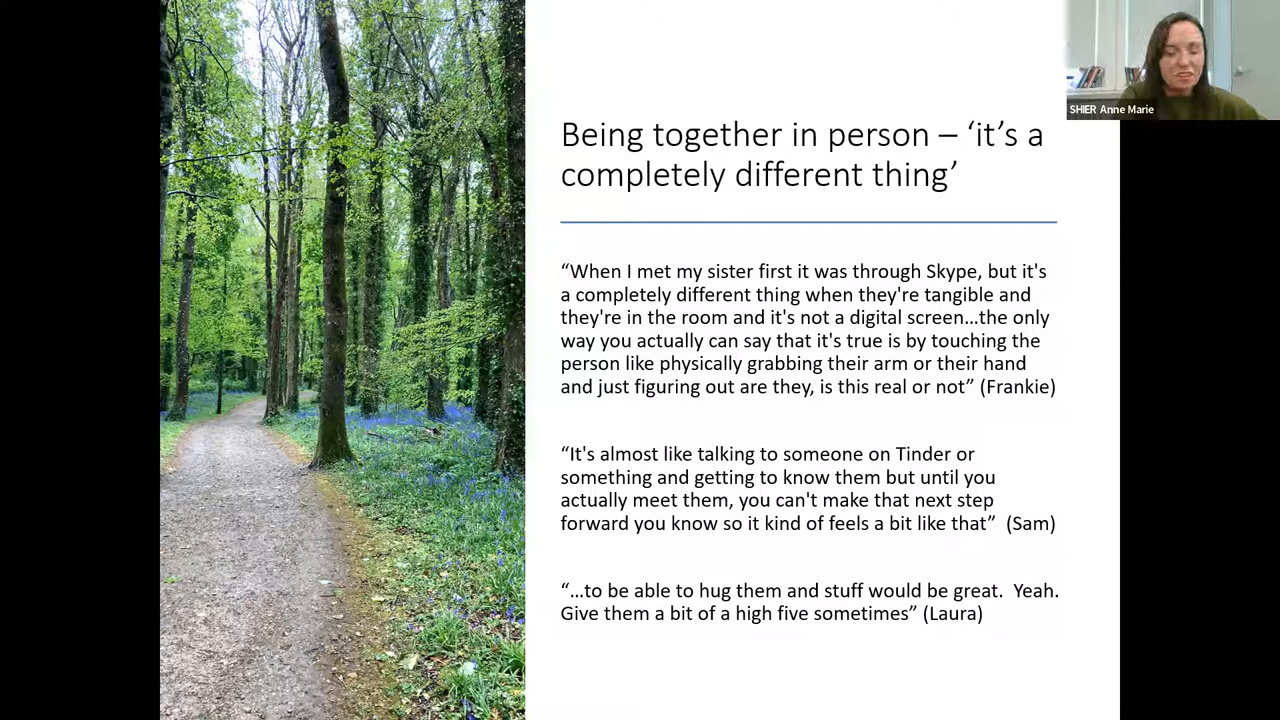 SHIER Anne Marie
Being together in person – ‘it’s a
completely different thing’
“When I met my sister first it was through Skype, but it's
a completely different thing when they're tangible and
they're in the room and it's not a digital screen…the only
way you actually can say that it's true is by touching the
person like physically grabbing their arm or their hand
and just figuring out are they, is this real or not” (Frankie)
“It's almost like talking to someone on Tinder or
something and getting to know them but until you
actually meet them, you can't make that next step
forward you know so it kind of feels a bit like that”  (Sam)
“…to be able to hug them and stuff would be great.  Yeah.
Give them a bit of a high five sometimes” (Laura)